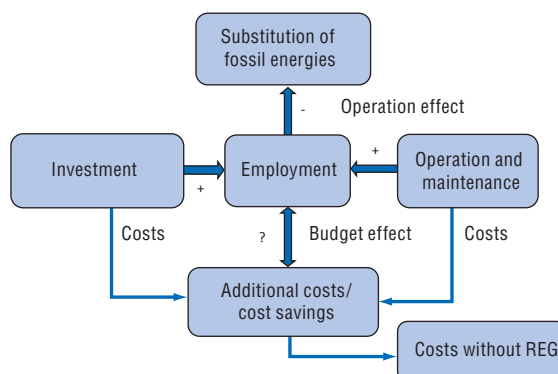 Substitution of
fossil energies
-
Operation effect
Investment
+
Employment
+
Operation and
maintenance
Costs
?
Budget effect
Costs
Additional costs/
cost savings
Costs without REG